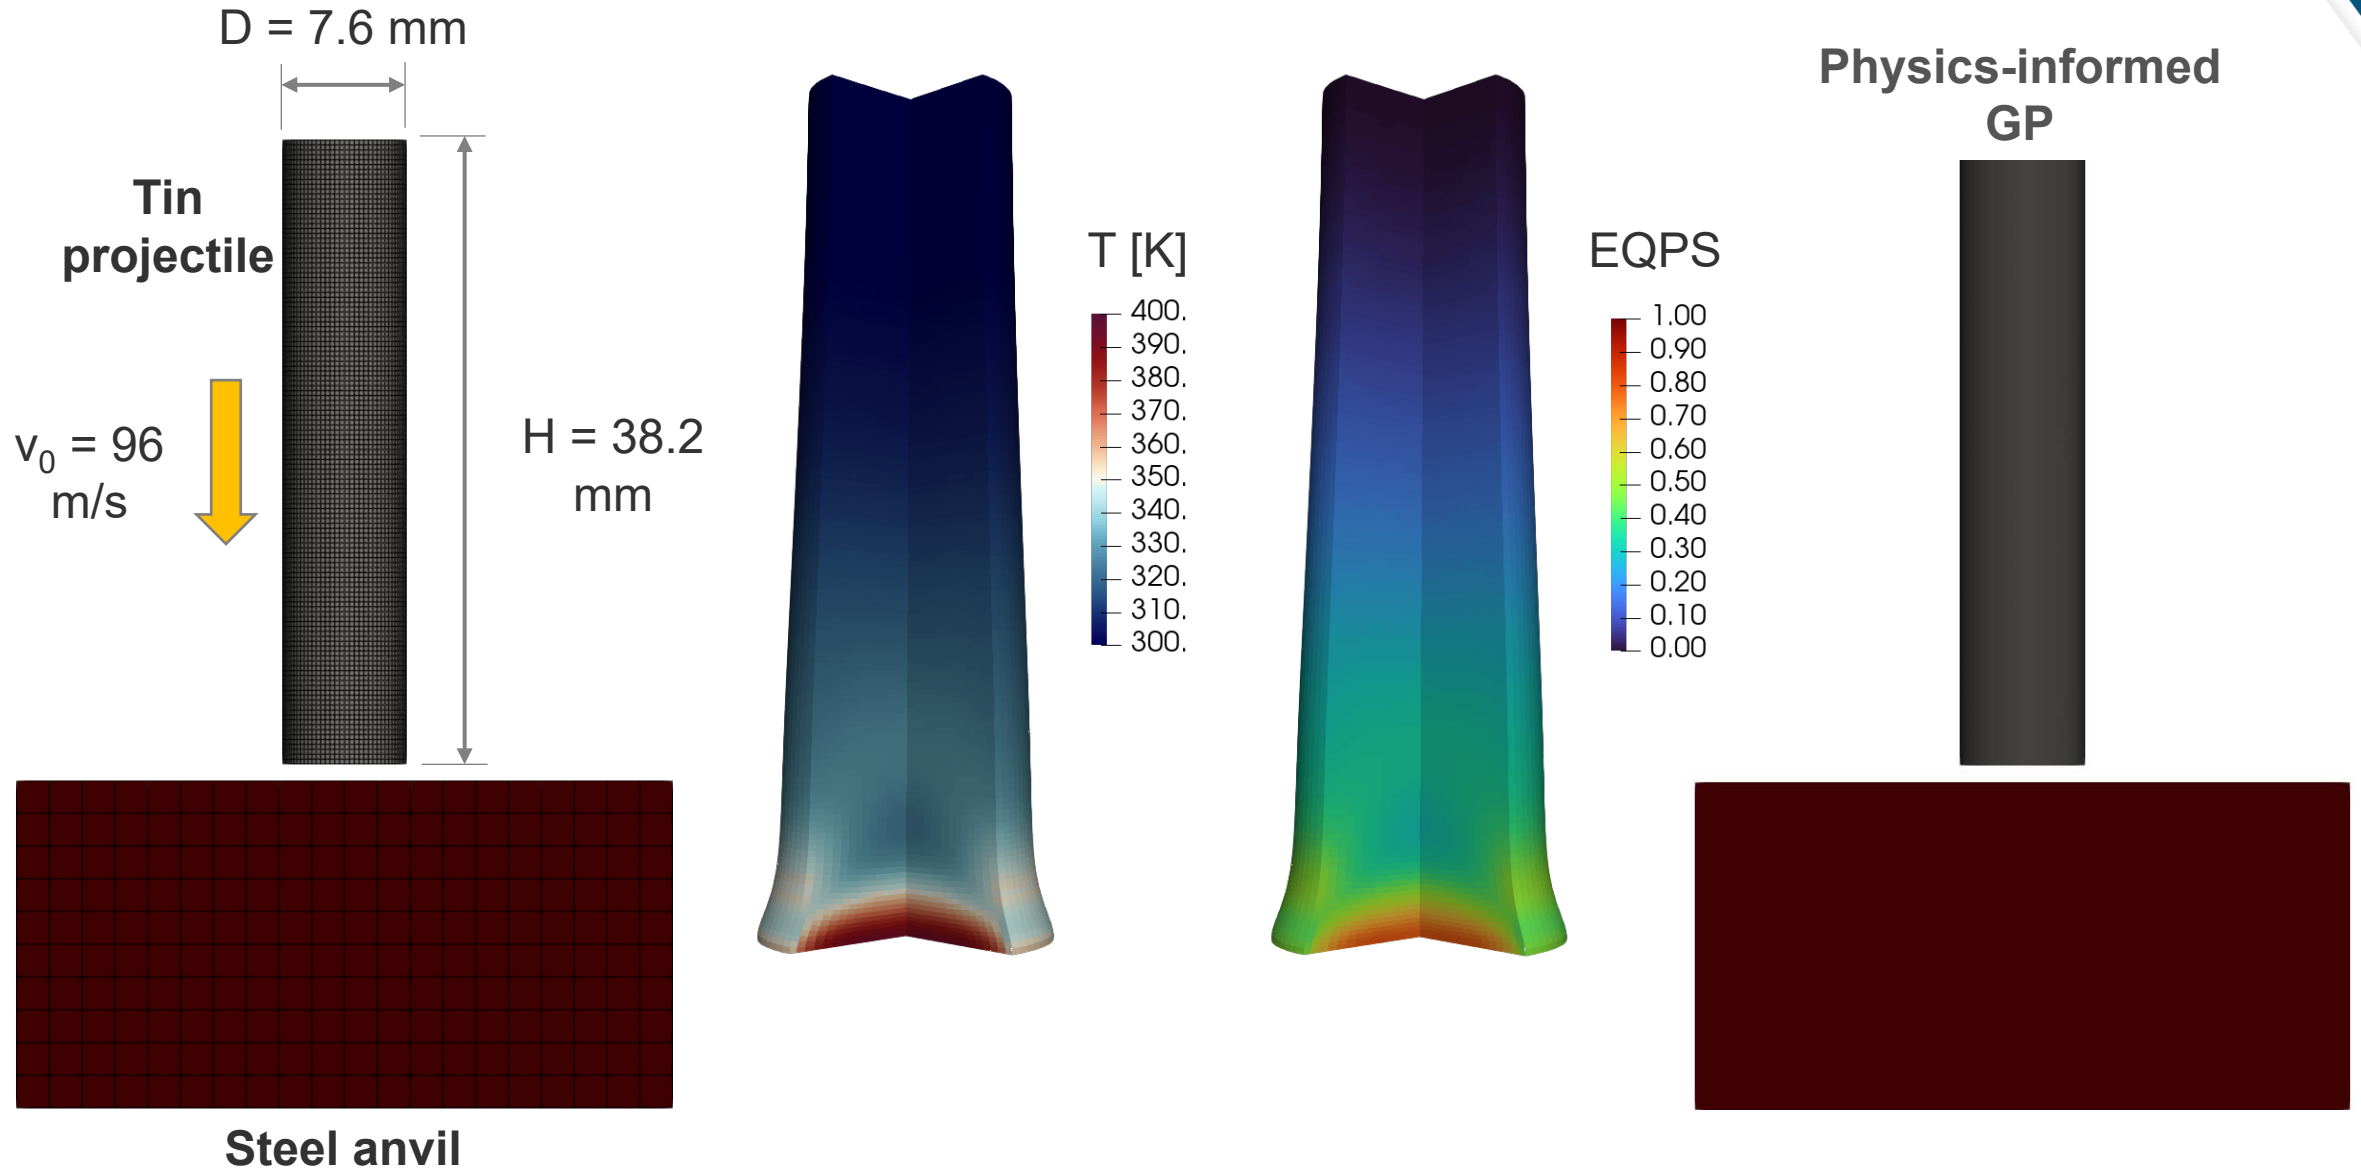 D = 7.6 mm
Tin
projectile
v₀ = 96
m/s
H = 38.2
mm
Steel anvil
T [K]
400.
390.
380.
370.
360.
350.
340.
330.
320.
310.
300.
EQPS
1.00
0.90
0.80
0.70
0.60
0.50
0.40
0.30
0.20
0.10
0.00
Physics-informed
GP